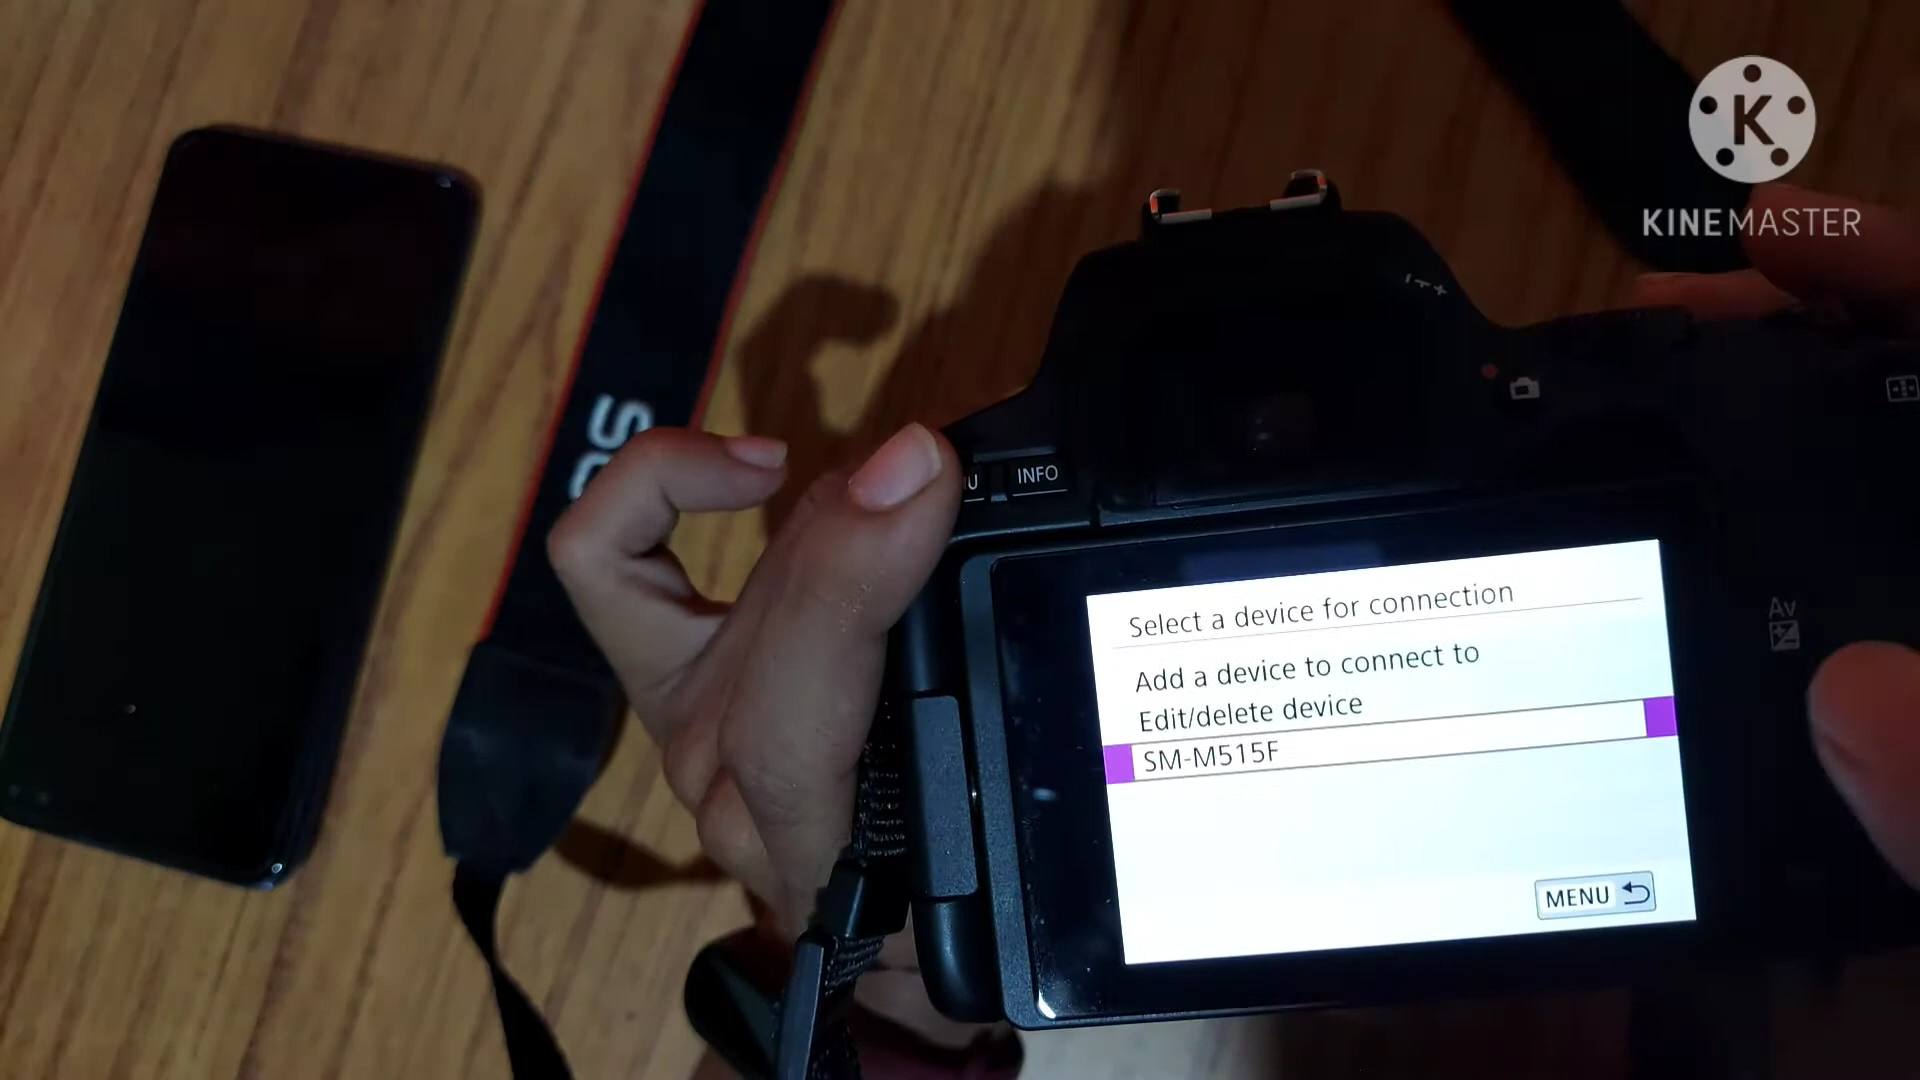 KINEMASTER
INFO
Select a device for connection
Add a device to connect to
Edit/delete device
SM-M515F
MENU
Av